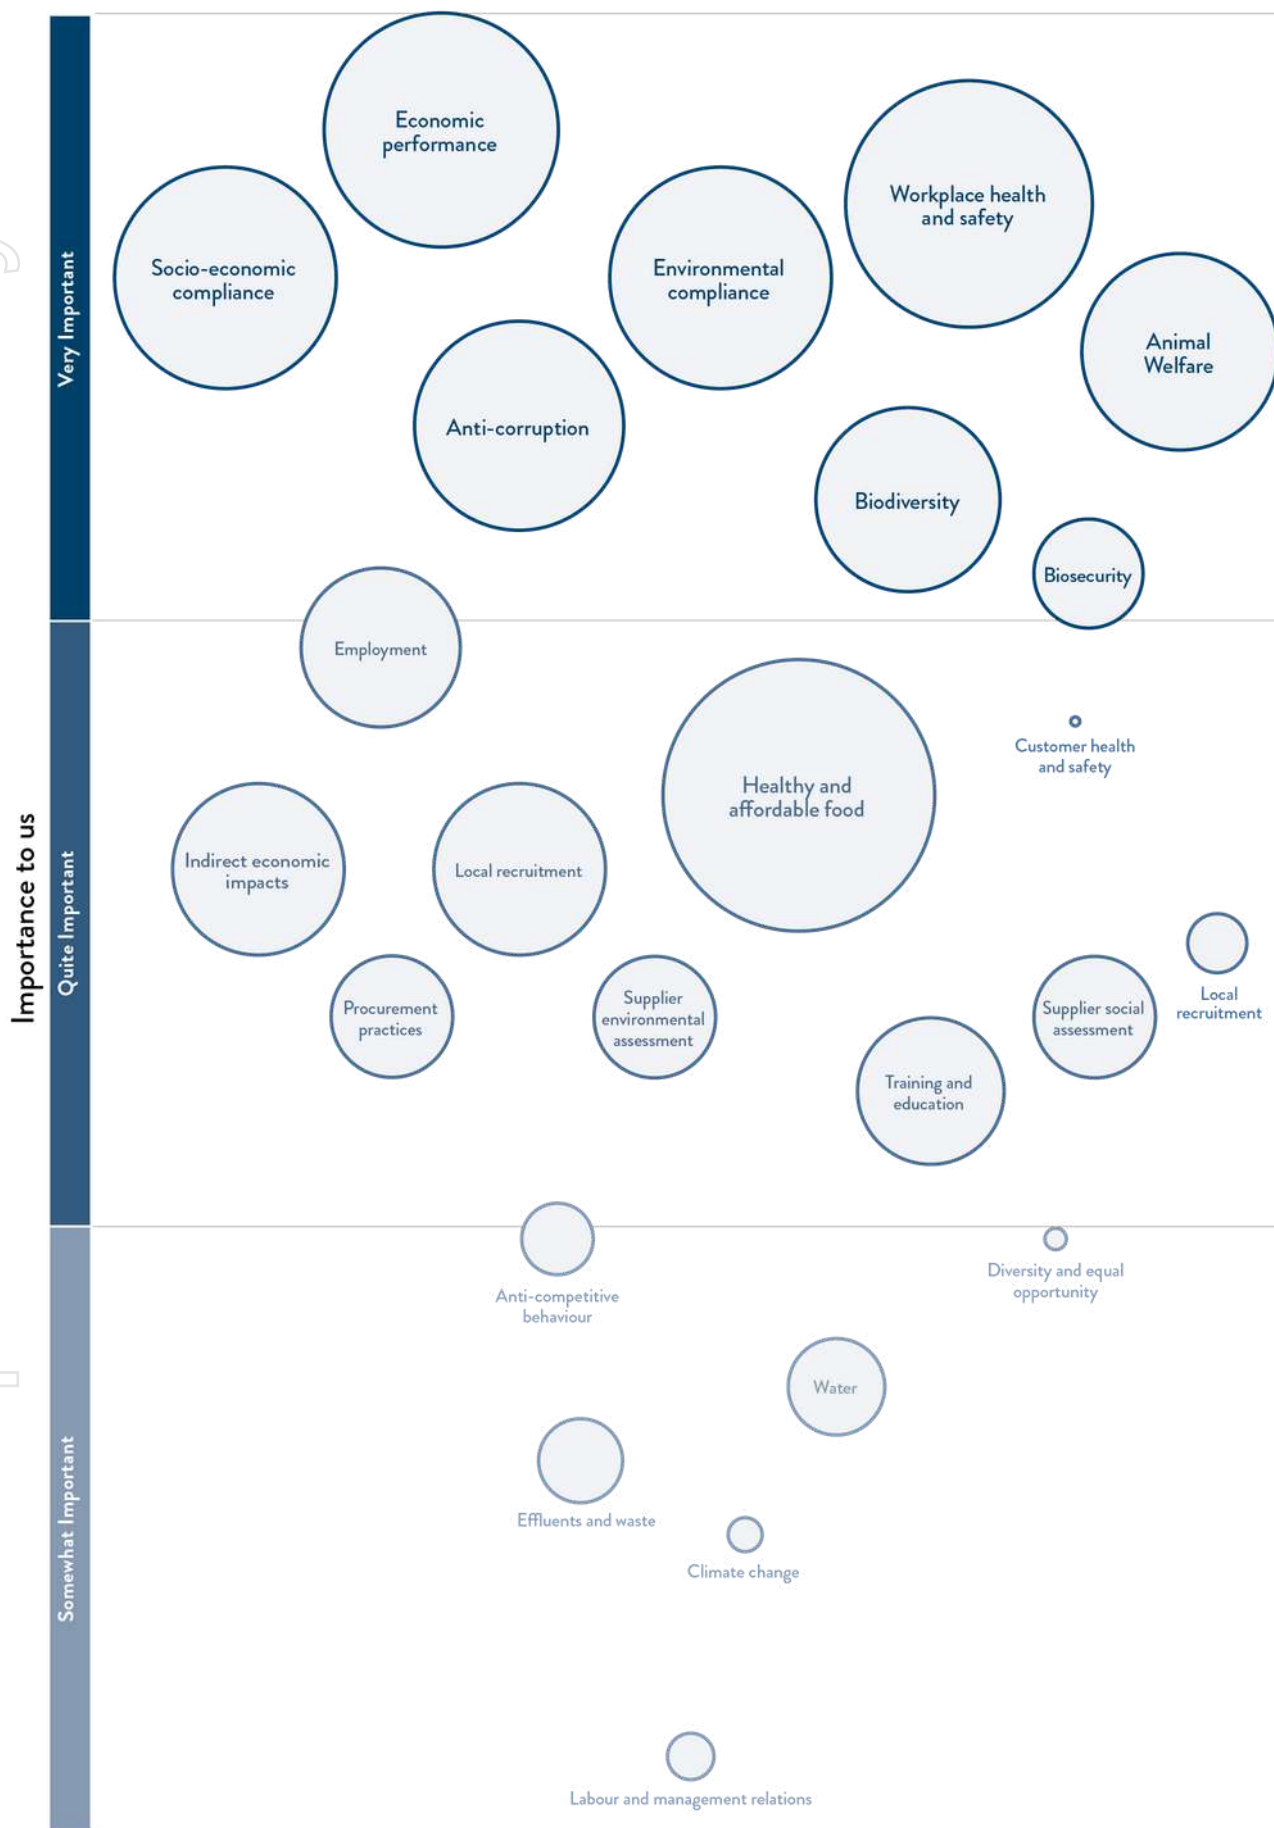 Importance to us
Very Important
Economic
performance
Workplace health
and safety
Socio-economic
compliance
Environmental
compliance
Animal
Welfare
Anti-corruption
Biodiversity
Biosecurity
Quite Important
Employment
Customer health
and safety
Healthy and
affordable food
Indirect economic
impacts
Local recruitment
Local
recruitment
Procurement
practices
Supplier
environmental
assessment
Supplier social
assessment
Training and
education
Somewhat Important
Anti-competitive
behaviour
Diversity and equal
opportunity
Water
Effluents and waste
Climate change
Labour and management relations